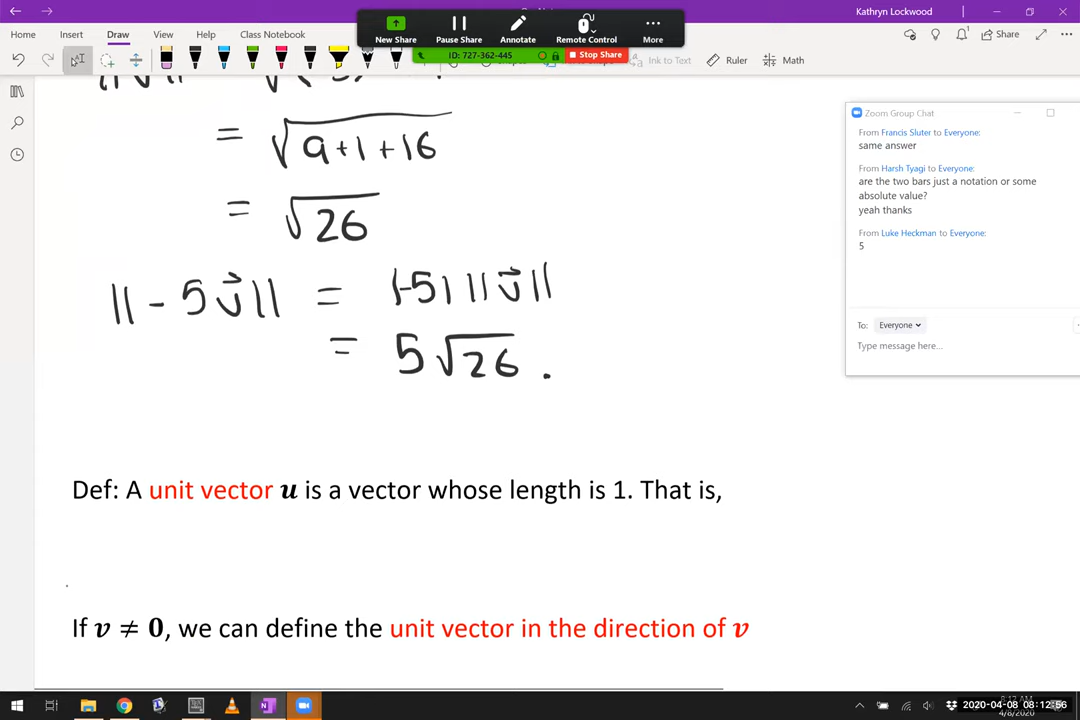 Kathryn Lockwood
Home Insert Draw View Help Class Notebook
New Share Pause Share Annotate Remote Control More
Share
ID: 727-362-445 Stop Share
Ink to Text Ruler Math
= √(9+1+16)
= √26
||-5v⃗|| = |-5| ||v⃗||
= 5√26.
Def: A unit vector u is a vector whose length is 1. That is,
If v ≠ 0, we can define the unit vector in the direction of v
Zoom Group Chat
From Francis Sluter to Everyone:
same answer
From Harsh Tyagi to Everyone:
are the two bars just a notation or some
absolute value?
yeah thanks
From Luke Heckman to Everyone:
5
To: Everyone
Type message here...
2020-04-08 08:12:56
4/8/2020